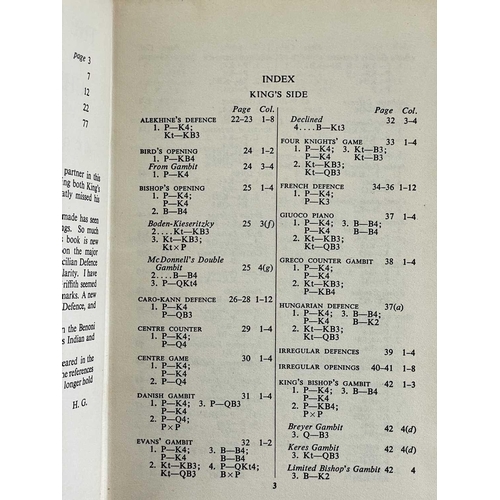 page 3
7
12
22
77
partner in this
ing both King's
atly missed his
made has seen
ngs. So much
e book is new
pon the major
cilian Defence
larity. I have
riffith seemed
marks. A new
Defence, and
n the Benoni
s Indian and
eared in the
he references
longer hold
H. G.
INDEX
KING'S SIDE
Page Col.
ALEKHINE'S DEFENCE 22–23 1–8
1. P—K4;
Kt—KB3
BIRD'S OPENING 24 1–2
1. P—KB4
From Gambit 24 3–4
1. P—K4
BISHOP'S OPENING 25 1–4
1. P—K4;
P—K4
2. B—B4
Boden-Kieseritzky 25 3(f)
2....Kt—KB3
3. Kt—KB3;
Kt×P
McDonnell's Double
Gambit 25 4(g)
2....B—B4
3. P—QKt4
CARO-KANN DEFENCE 26–28 1–12
1. P—K4;
P—QB3
CENTRE COUNTER 29 1–4
1. P—K4;
P—Q4
CENTRE GAME 30 1–4
1. P—K4;
P—K4
2. P—Q4
DANISH GAMBIT 31 1–4
1. P—K4; 3. P—QB3
P—K4
2. P—Q4;
P×P
EVANS' GAMBIT 32 1–2
1. P—K4; 3. B—B4;
P—K4 B—B4
2. Kt—KB3; 4. P—QKt4;
Kt—QB3 B×P
Page Col.
Declined 32 3–4
4....B—Kt3
FOUR KNIGHTS' GAME 33 1–4
1. P—K4; 3. Kt—B3;
P—K4 Kt—B3
2. Kt—KB3;
Kt—QB3
FRENCH DEFENCE 34–36 1–12
1. P—K4;
P—K3
GIUOCO PIANO 37 1–4
1. P—K4; 3. B—B4;
P—K4 B—B4
2. Kt—KB3;
Kt—QB3
GRECO COUNTER GAMBIT 38 1–4
1. P—K4;
P—K4
2. Kt—KB3;
P—KB4
HUNGARIAN DEFENCE 37(a)
1. P—K4; 3. B—B4;
P—K4 B—K2
2. Kt—KB3;
Kt—QB3
IRREGULAR DEFENCES 39 1–4
IRREGULAR OPENINGS 40–41 1–8
KING'S BISHOP'S GAMBIT 42 1–3
1. P—K4; 3. B—B4
P—K4
2. P—KB4;
P×P
Breyer Gambit 42 4(d)
3. Q—B3
Keres Gambit 42 4(d)
3. Kt—QB3
Limited Bishop's Gambit 42 4
3. B—K2
3